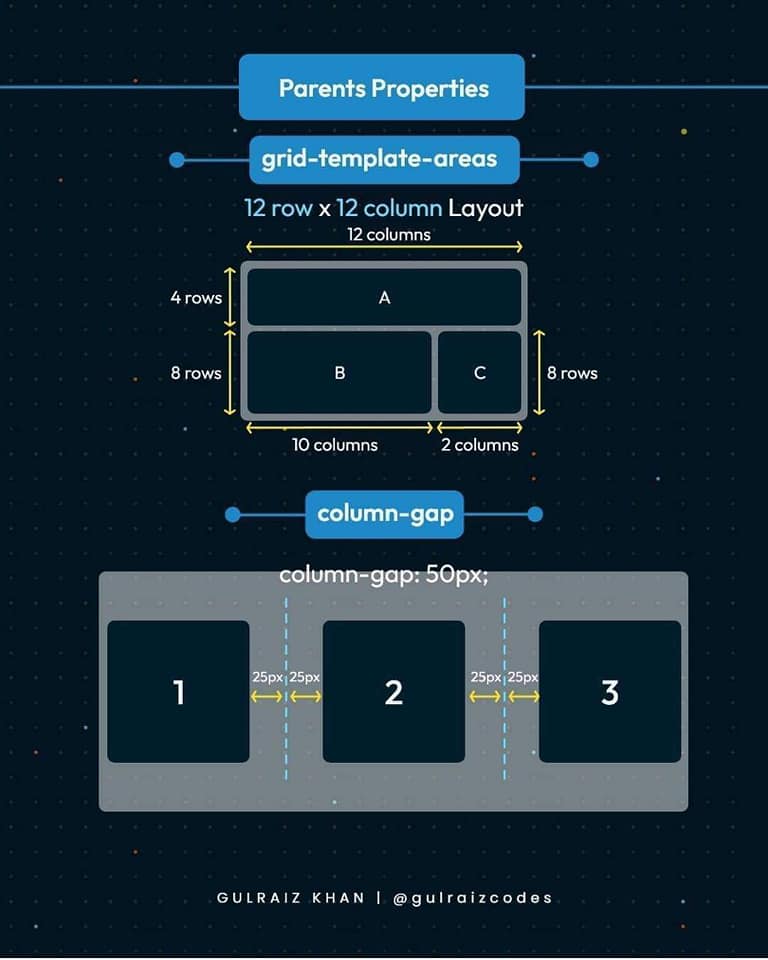 Parents Properties
grid-template-areas
12 row x 12 column Layout
12 columns
4 rows
A
8 rows
B
C
8 rows
10 columns
2 columns
column-gap
column-gap: 50px;
1
25px
25px
2
25px
25px
3
GULRAIZ KHAN | @gulraizcodes